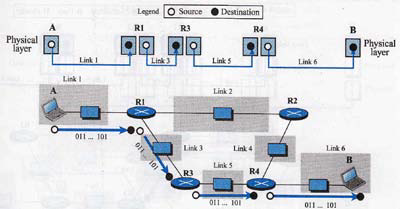 Legend Source Destination
A R1 R3 R4 B
Physical layer
Physical layer
Link 1 Link 3 Link 5 Link 6
Link 1
A
R1
Link 2
R2
011 ... 101
011 ... 101
Link 3
Link 4
Link 5
Link 6
B
R3
R4
011 ... 101
011 ... 101